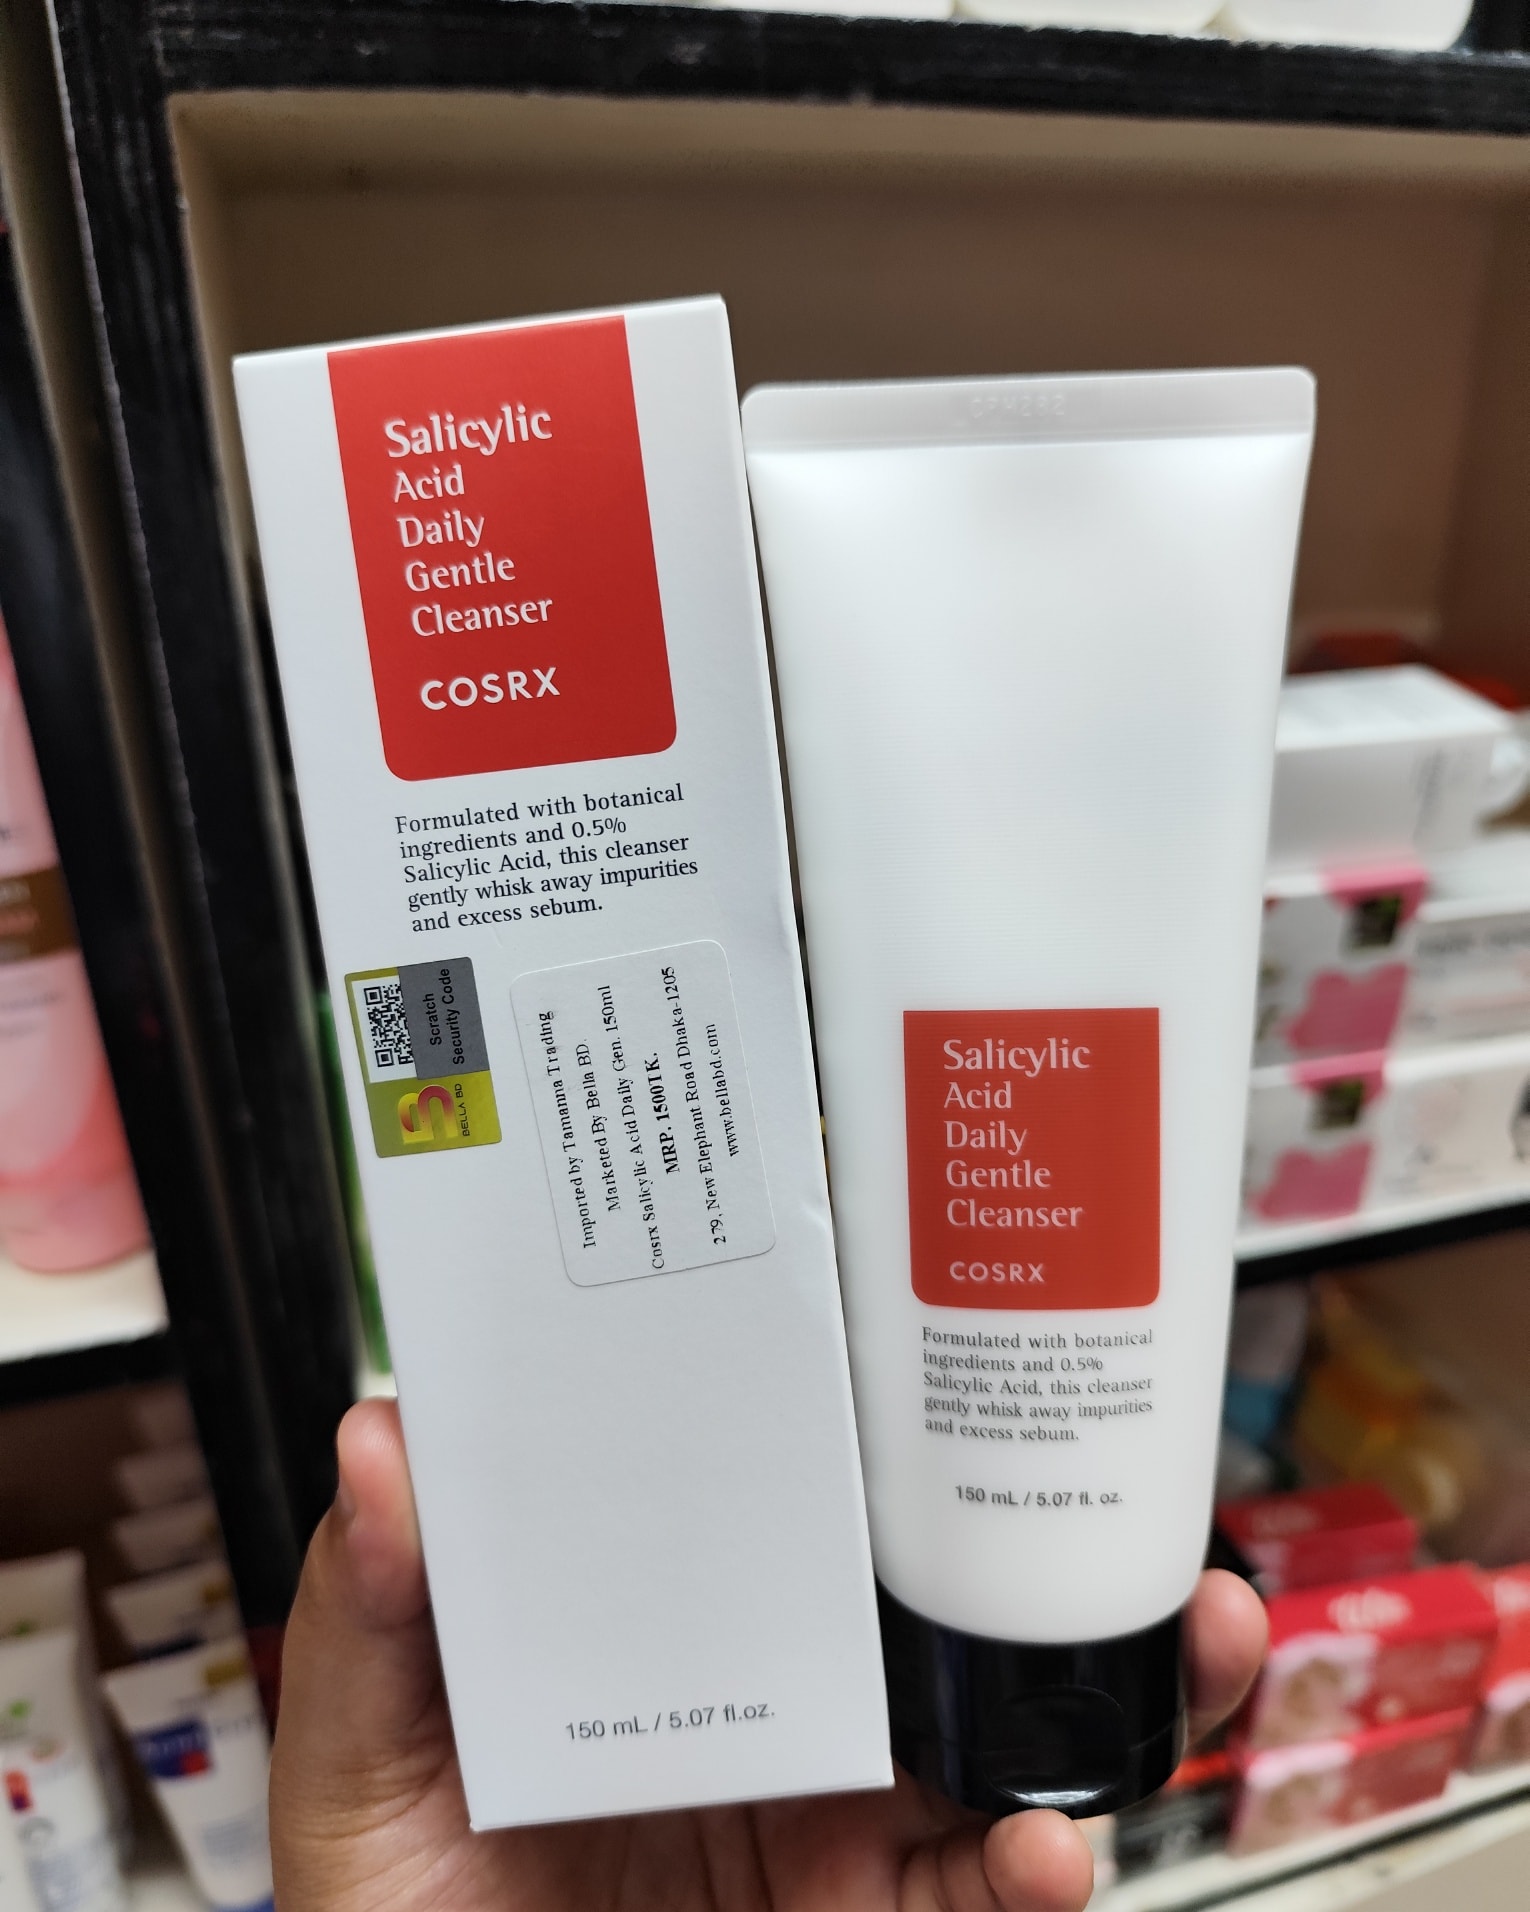 Salicylic
Acid
Daily
Gentle
Cleanser
COSRX
Formulated with botanical
ingredients and 0.5%
Salicylic Acid, this cleanser
gently whisk away impurities
and excess sebum.
Scratch
Security Code
BELLA BD
Imported by Tamanna Trading
Marketed By Bella BD.
Cosrx Salicylic Acid Daily Gen. 150ml
MRP. 1500TK.
279, New Elephant Road Dhaka-1205
www.bellabd.com
150 mL / 5.07 fl.oz.
Salicylic
Acid
Daily
Gentle
Cleanser
COSRX
Formulated with botanical
ingredients and 0.5%
Salicylic Acid, this cleanser
gently whisk away impurities
and excess sebum.
150 mL / 5.07 fl. oz.